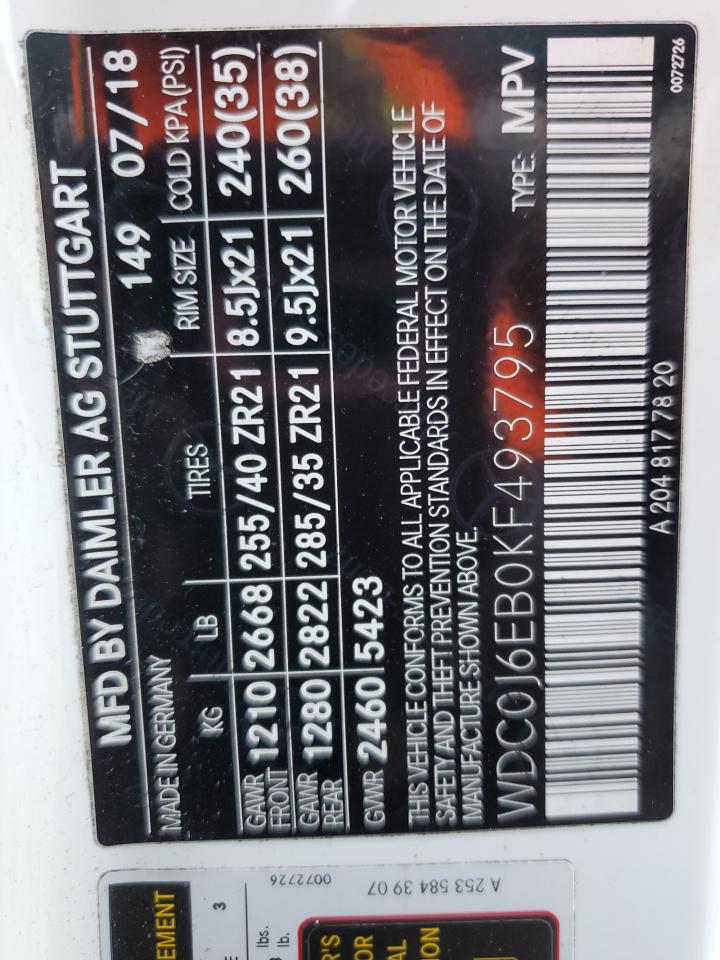 MFD BY DAIMLER AG STUTTGART
MADE IN GERMANY 149 07/18
KG LB TIRES RIM SIZE COLD KPA(PSI)
GAWR FRONT 1210 2668 255/40 ZR21 8.5Jx21 240(35)
GAWR REAR 1280 2822 285/35 ZR21 9.5Jx21 260(38)
GVWR 2460 5423
THIS VEHICLE CONFORMS TO ALL APPLICABLE FEDERAL MOTOR VEHICLE
SAFETY AND THEFT PREVENTION STANDARDS IN EFFECT ON THE DATE OF
MANUFACTURE SHOWN ABOVE.
WDC0J6EB0KF493795 TYPE: MPV
A 204 817 78 20
0072726
0072726
A 253 584 39 07
EMENT
3
lbs.
lb.
R'S
OR
AL
ION